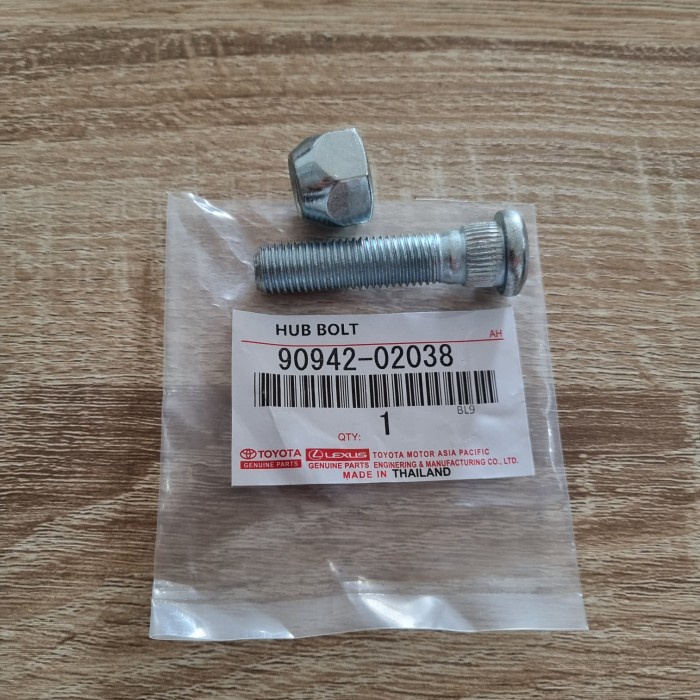 HUB BOLT
AH
90942-02038
BL9
QTY: 1
TOYOTA LEXUS TOYOTA MOTOR ASIA PACIFIC
GENUINE PARTS GENUINE PARTS ENGINERING & MANUFACTURING CO., LTD.
MADE IN THAILAND